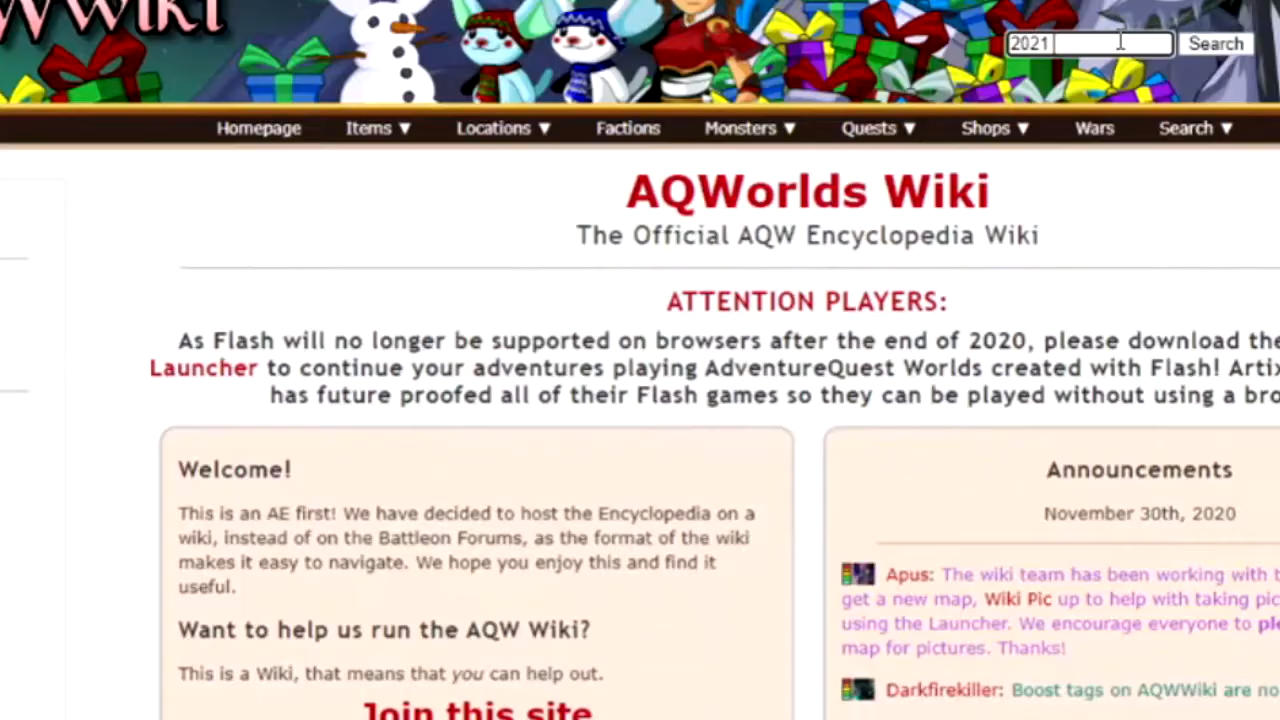 Wiki
2021
Search
Homepage Items ▼ Locations ▼ Factions Monsters ▼ Quests ▼ Shops ▼ Wars Search ▼
AQWorlds Wiki
The Official AQW Encyclopedia Wiki
ATTENTION PLAYERS:
As Flash will no longer be supported on browsers after the end of 2020, please download the
Launcher to continue your adventures playing AdventureQuest Worlds created with Flash! Artix
has future proofed all of their Flash games so they can be played without using a bro
Welcome!
This is an AE first! We have decided to host the Encyclopedia on a
wiki, instead of on the Battleon Forums, as the format of the wiki
makes it easy to navigate. We hope you enjoy this and find it
useful.
Want to help us run the AQW Wiki?
This is a Wiki, that means that you can help out.
Join this site
Announcements
November 30th, 2020
Apus: The wiki team has been working with t
get a new map, Wiki Pic up to help with taking pic
using the Launcher. We encourage everyone to ple
map for pictures. Thanks!
Darkfirekiller: Boost tags on AQWWiki are no